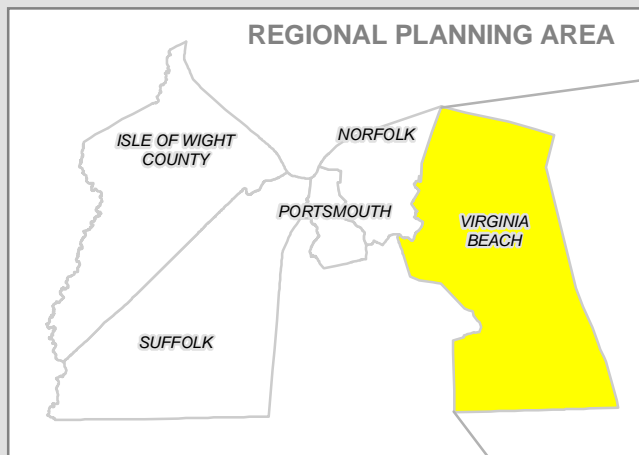 REGIONAL PLANNING AREA
ISLE OF WIGHT
COUNTY
NORFOLK
PORTSMOUTH
VIRGINIA
BEACH
SUFFOLK